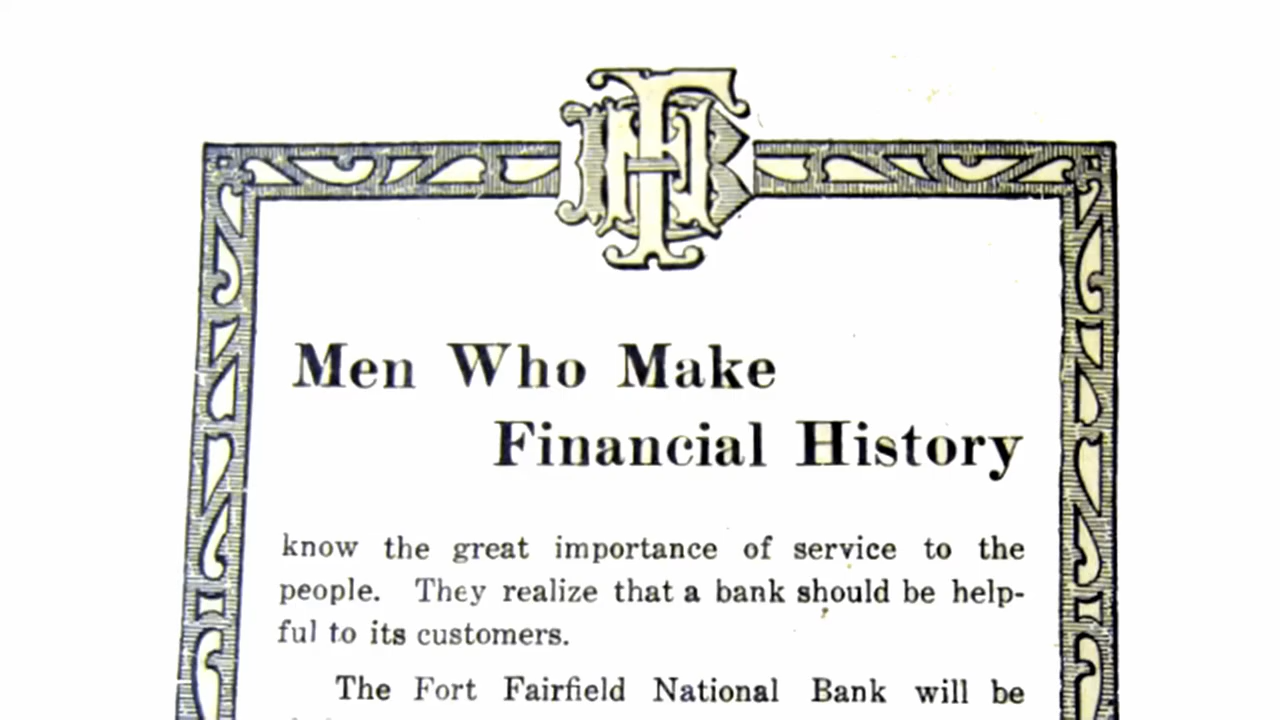 Men Who Make
Financial History
know the great importance of service to the
people. They realize that a bank should be help-
ful to its customers.
The Fort Fairfield National Bank will be